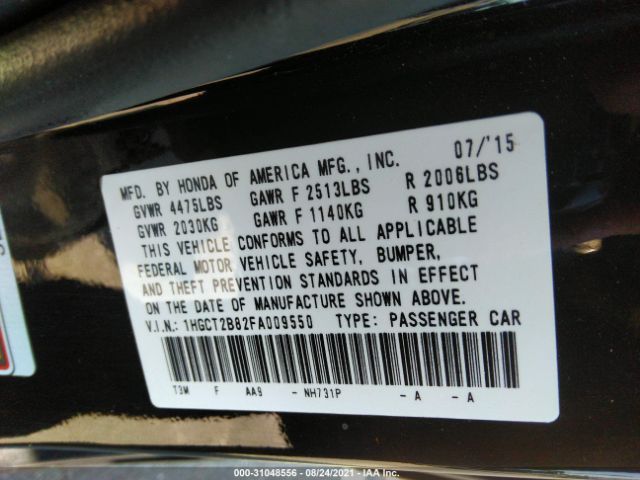 MFD. BY HONDA OF AMERICA MFG., INC. 07/'15
GVWR 4475LBS GAWR F 2513LBS R 2006LBS
GVWR 2030KG GAWR F 1140KG R 910KG
THIS VEHICLE CONFORMS TO ALL APPLICABLE
FEDERAL MOTOR VEHICLE SAFETY, BUMPER,
AND THEFT PREVENTION STANDARDS IN EFFECT
ON THE DATE OF MANUFACTURE SHOWN ABOVE.
V.I.N.: 1HGCT2B82FA009550 TYPE: PASSENGER CAR
T3M F AA9 - NH731P - A - A
000-31048556 - 08/24/2021 - IAA Inc.